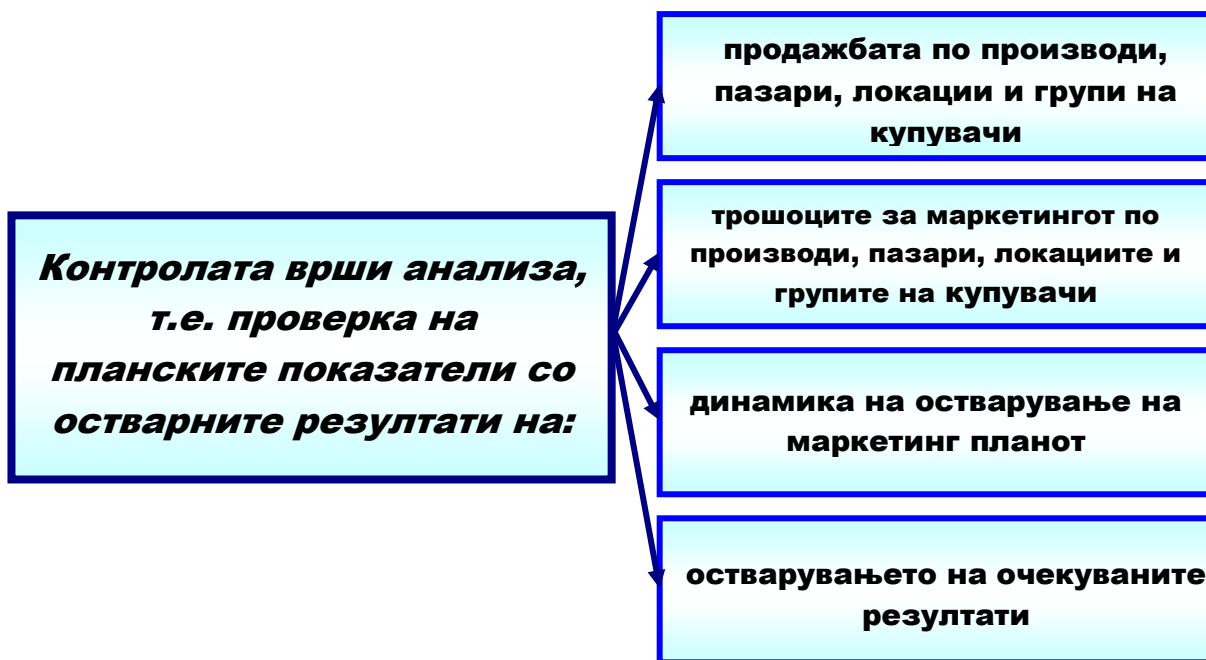 Контролата врши анализа,
т.е. проверка на
планските показатели со
остварните резултати на:
продажбата по производи,
пазари, локации и групи на
купувачи
трошоците за маркетингот по
производи, пазари, локациите и
групите на купувачи
динамика на остварување на
маркетинг планот
остварувањето на очекуваните
резултати